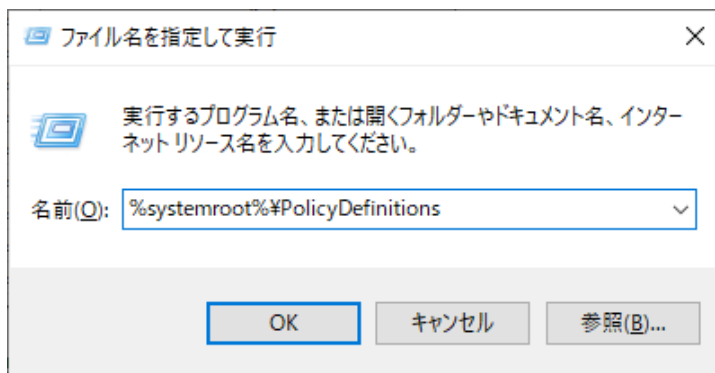 ファイル名を指定して実行
実行するプログラム名、または開くフォルダーやドキュメント名、インター
ネット リソース名を入力してください。
名前(O): %systemroot%¥PolicyDefinitions
OK キャンセル 参照(B)...